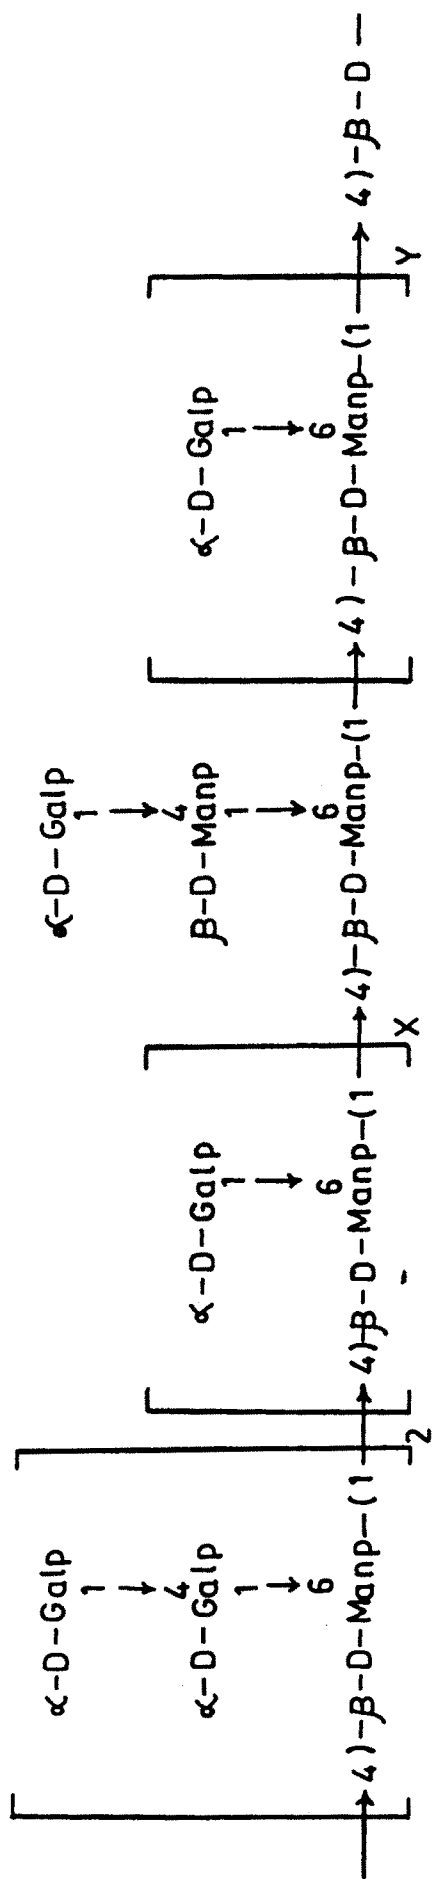 α-D-Galp α-D-Galp
1 1
↓ ↓
4 4
α-D-Galp α-D-Galp β-D-Manp α-D-Galp
1 1 1 1
↓ ↓ ↓ ↓
6 6 6 6
[→4)-β-D-Manp-(1]→[4)β-D-Manp-(1]→4)-β-D-Manp-(1→[4)-β-D-Manp-(1]→4)-β-D-
2 X Y